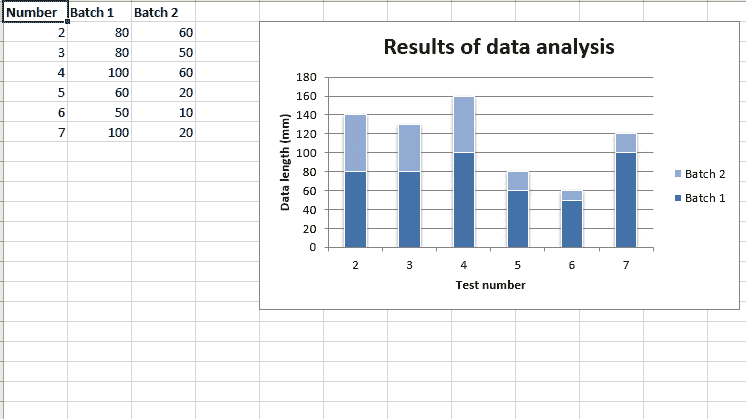 Number Batch 1 Batch 2
2 80 60
3 80 50
4 100 60
5 60 20
6 50 10
7 100 20
Results of data analysis
Data length (mm)
180
160
140
120
100
80
60
40
20
0
2 3 4 5 6 7
Test number
Batch 2
Batch 1